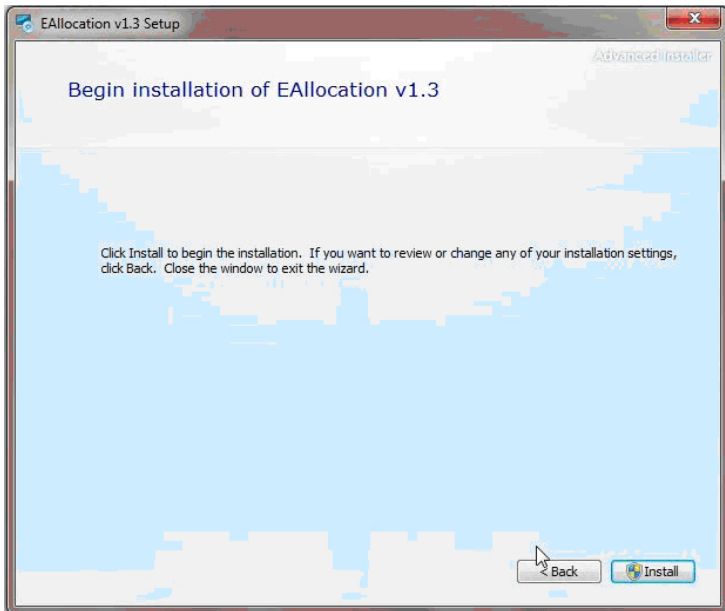 EAllocation v1.3 Setup
Advanced Installer
Begin installation of EAllocation v1.3
Click Install to begin the installation. If you want to review or change any of your installation settings,
click Back. Close the window to exit the wizard.
< Back
Install